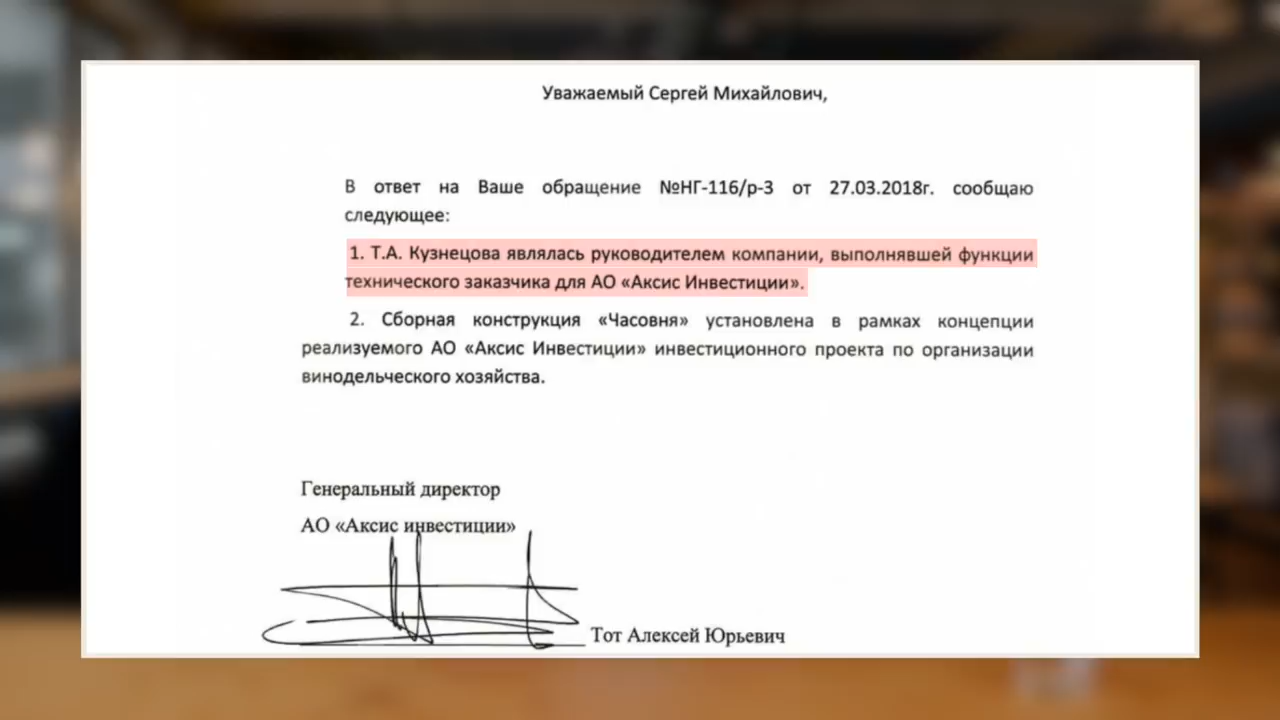 Уважаемый Сергей Михайлович,
В ответ на Ваше обращение №НГ-116/р-3 от 27.03.2018г. сообщаю
следующее:
1. Т.А. Кузнецова являлась руководителем компании, выполнявшей функции
технического заказчика для АО «Аксис Инвестиции».
2. Сборная конструкция «Часовня» установлена в рамках концепции
реализуемого АО «Аксис Инвестиции» инвестиционного проекта по организации
винодельческого хозяйства.
Генеральный директор
АО «Аксис инвестиции»
Тот Алексей Юрьевич